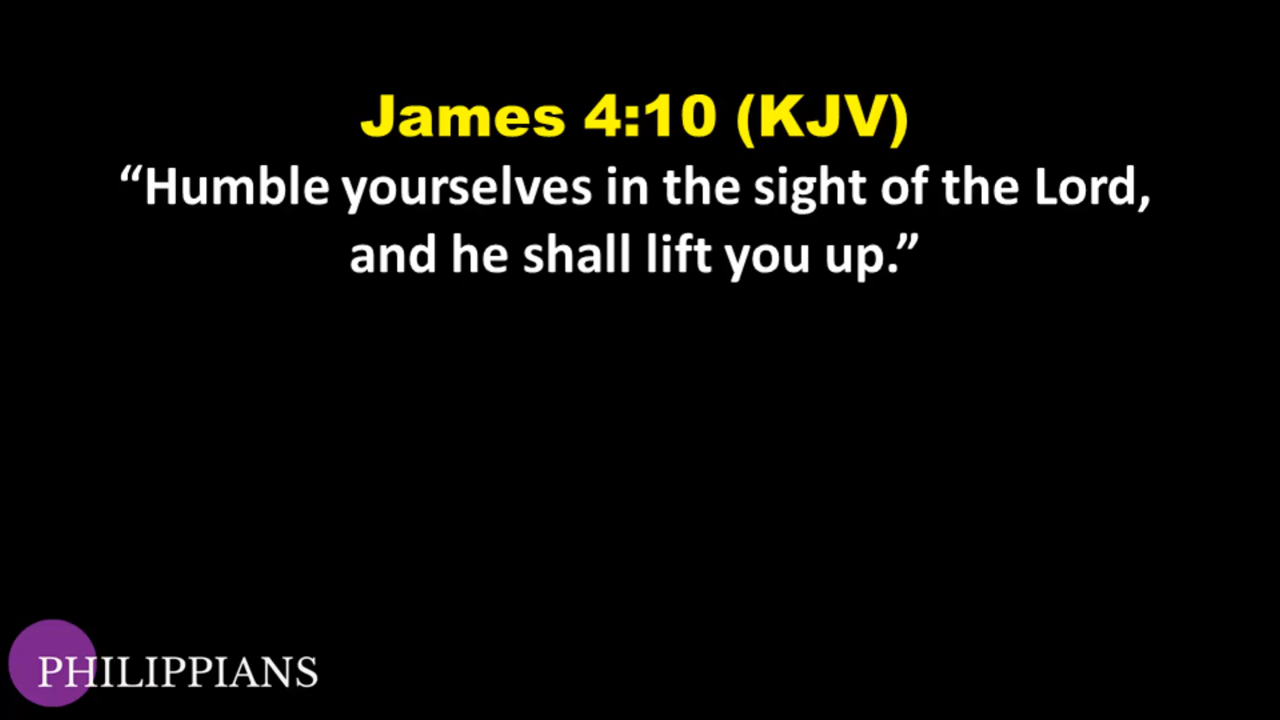 James 4:10 (KJV)
“Humble yourselves in the sight of the Lord,
and he shall lift you up.”
PHILIPPIANS